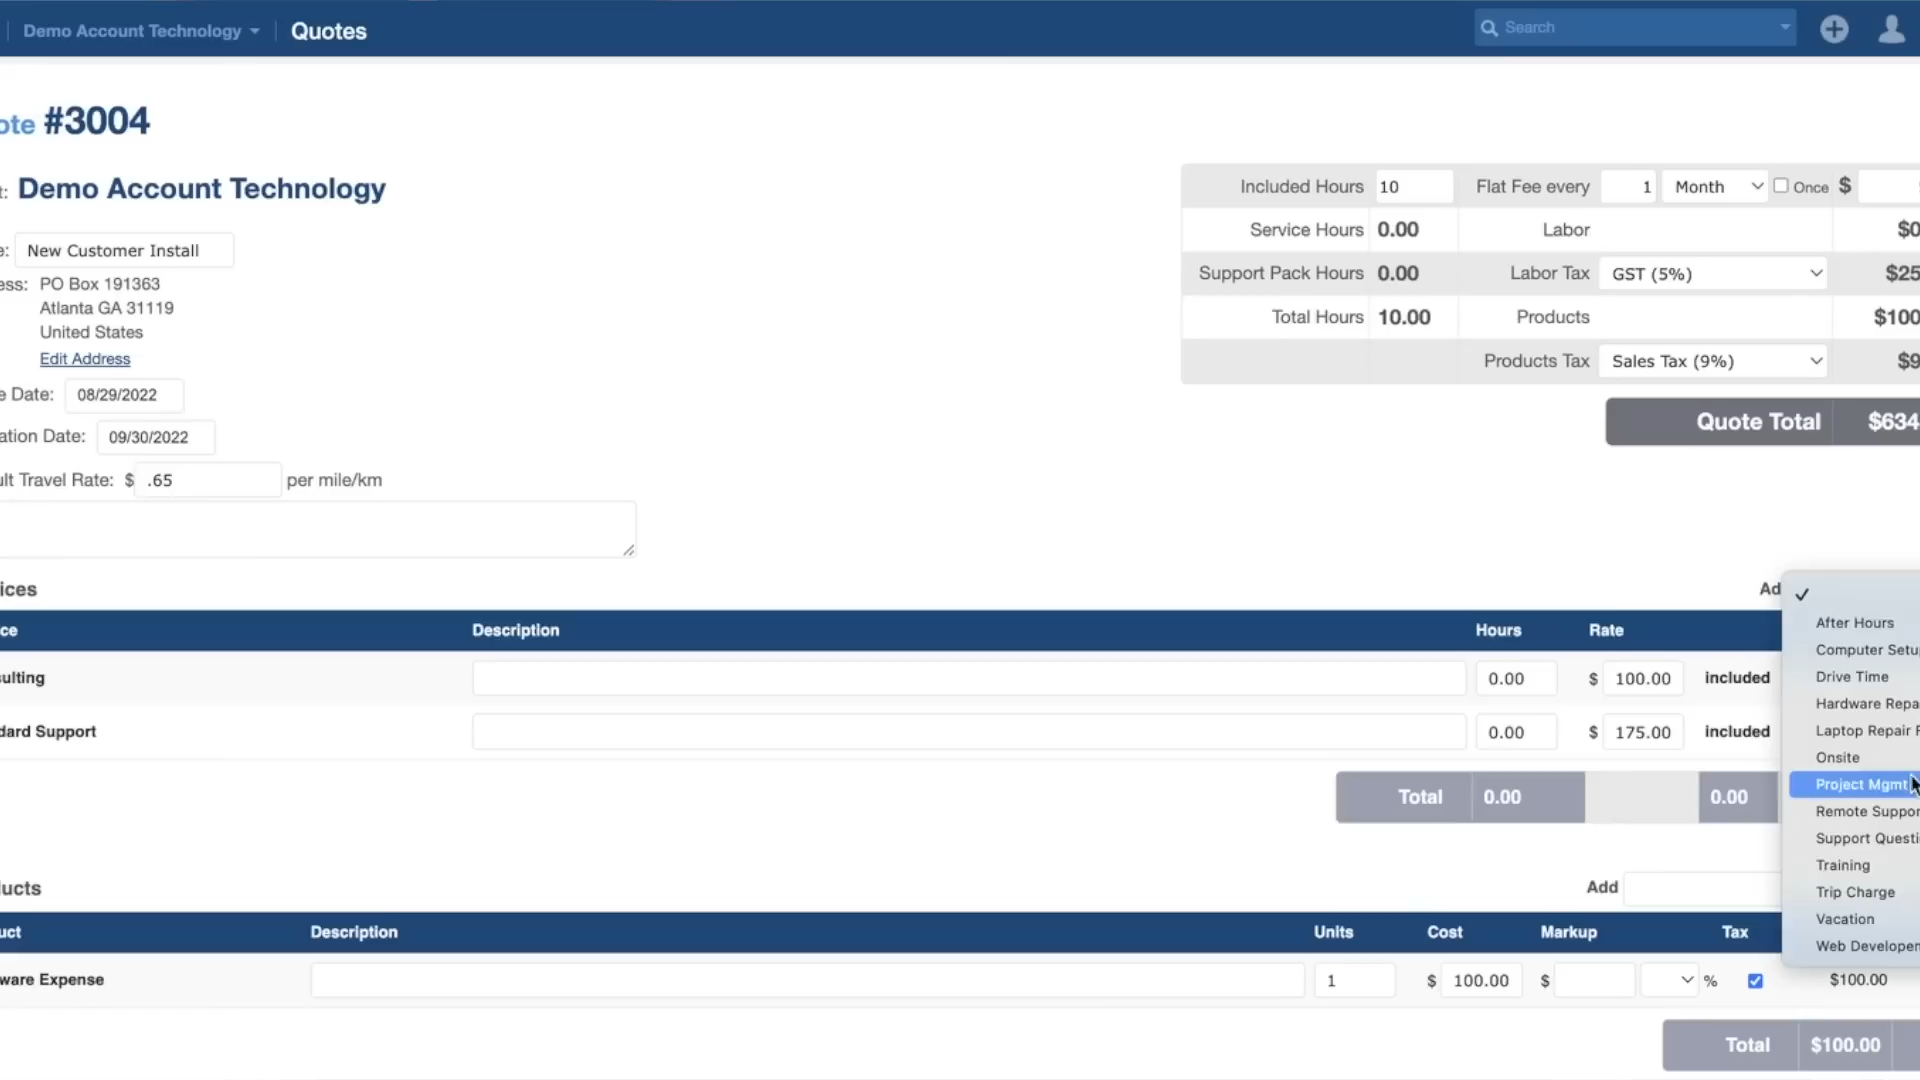 Demo Account Technology Quotes Search
ote #3004
t: Demo Account Technology
e: New Customer Install
ess: PO Box 191363
Atlanta GA 31119
United States
Edit Address
e Date: 08/29/2022
ation Date: 09/30/2022
ult Travel Rate: $ .65 per mile/km
Included Hours 10 Flat Fee every 1 Month Once $
Service Hours 0.00 Labor $0
Support Pack Hours 0.00 Labor Tax GST (5%) $25
Total Hours 10.00 Products $100
Products Tax Sales Tax (9%) $9
Quote Total $634
ices Ad
ce Description Hours Rate
sulting 0.00 $ 100.00 included
dard Support 0.00 $ 175.00 included
Total 0.00 0.00
After Hours
Computer Setu
Drive Time
Hardware Repa
Laptop Repair F
Onsite
Project Mgmt
Remote Suppor
Support Questi
Training
Trip Charge
Vacation
Web Developer
ucts Add
uct Description Units Cost Markup Tax
ware Expense 1 $ 100.00 $ % $100.00
Total $100.00